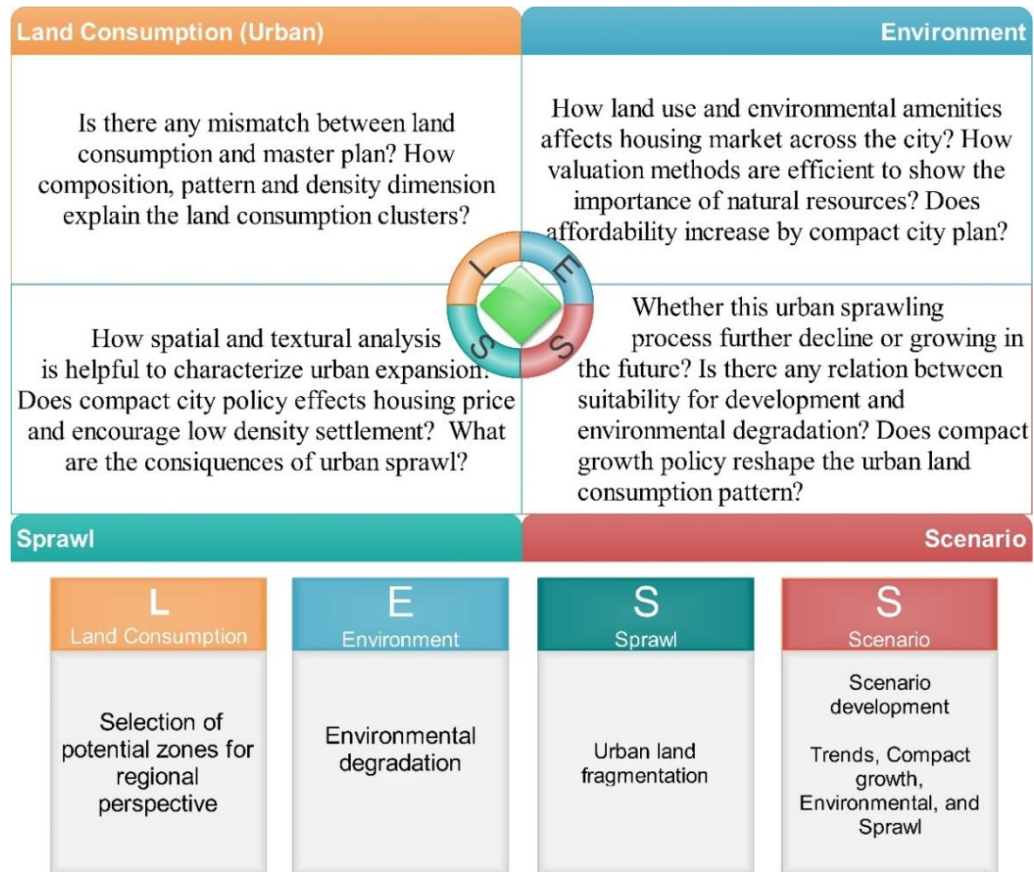 Land Consumption (Urban)
Environment
Is there any mismatch between land
consumption and master plan? How
composition, pattern and density dimension
explain the land consumption clusters?
How land use and environmental amenities
affects housing market across the city? How
valuation methods are efficient to show the
importance of natural resources? Does
affordability increase by compact city plan?
L
E
S
S
How spatial and textural analysis
is helpful to characterize urban expansion?
Does compact city policy effects housing price
and encourage low density settlement? What
are the consiquences of urban sprawl?
Whether this urban sprawling
process further decline or growing in
the future? Is there any relation between
suitability for development and
environmental degradation? Does compact
growth policy reshape the urban land
consumption pattern?
Sprawl
Scenario
L
Land Consumption
Selection of
potential zones for
regional
perspective
E
Environment
Environmental
degradation
S
Sprawl
Urban land
fragmentation
S
Scenario
Scenario
development
Trends, Compact
growth,
Environmental, and
Sprawl